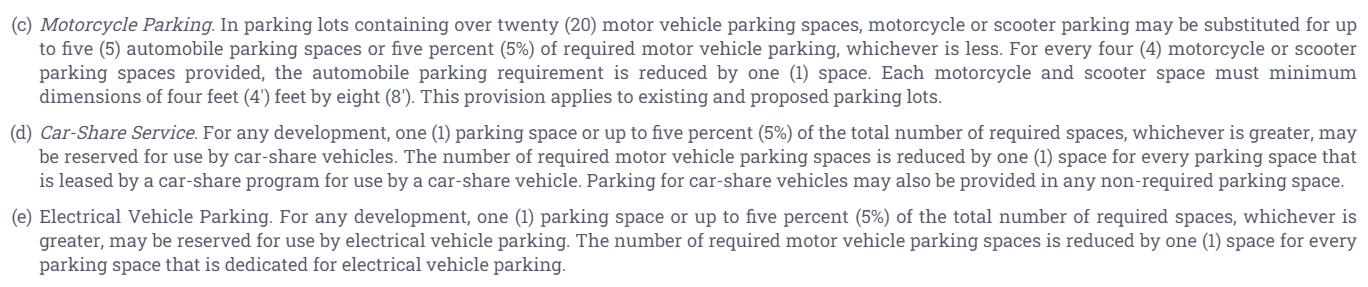 (c) Motorcycle Parking. In parking lots containing over twenty (20) motor vehicle parking spaces, motorcycle or scooter parking may be substituted for up
to five (5) automobile parking spaces or five percent (5%) of required motor vehicle parking, whichever is less. For every four (4) motorcycle or scooter
parking spaces provided, the automobile parking requirement is reduced by one (1) space. Each motorcycle and scooter space must minimum
dimensions of four feet (4') feet by eight (8'). This provision applies to existing and proposed parking lots.
(d) Car-Share Service. For any development, one (1) parking space or up to five percent (5%) of the total number of required spaces, whichever is greater, may
be reserved for use by car-share vehicles. The number of required motor vehicle parking spaces is reduced by one (1) space for every parking space that
is leased by a car-share program for use by a car-share vehicle. Parking for car-share vehicles may also be provided in any non-required parking space.
(e) Electrical Vehicle Parking. For any development, one (1) parking space or up to five percent (5%) of the total number of required spaces, whichever is
greater, may be reserved for use by electrical vehicle parking. The number of required motor vehicle parking spaces is reduced by one (1) space for every
parking space that is dedicated for electrical vehicle parking.